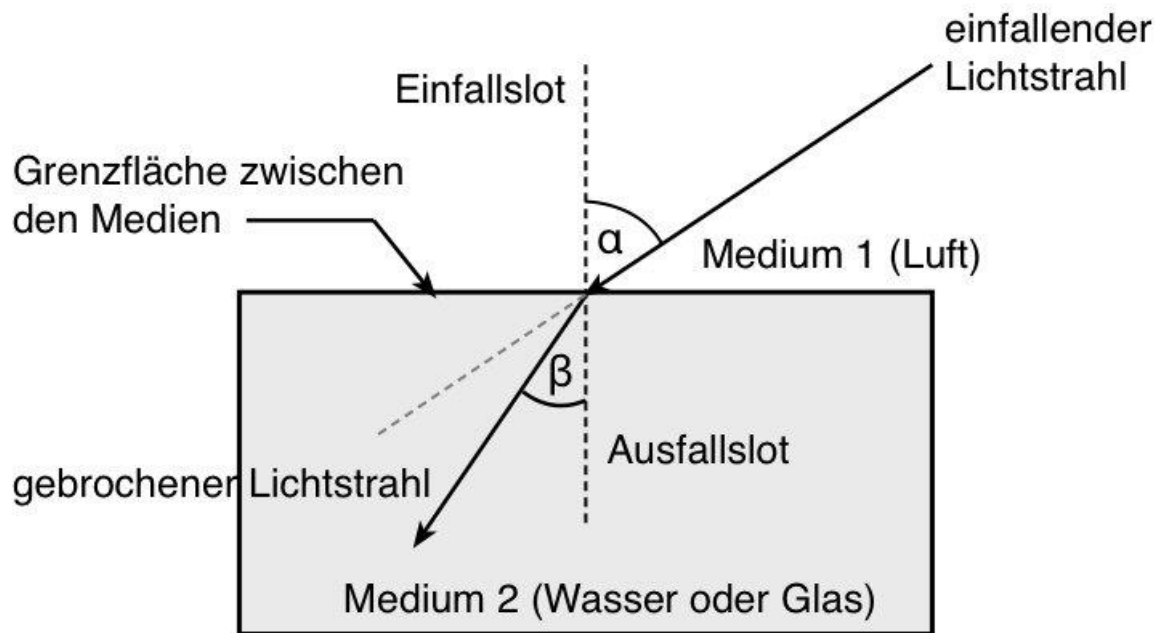 einfallender
Lichtstrahl
Einfallslot
Grenzfläche zwischen
den Medien
α
Medium 1 (Luft)
β
Ausfallslot
gebrochener Lichtstrahl
Medium 2 (Wasser oder Glas)